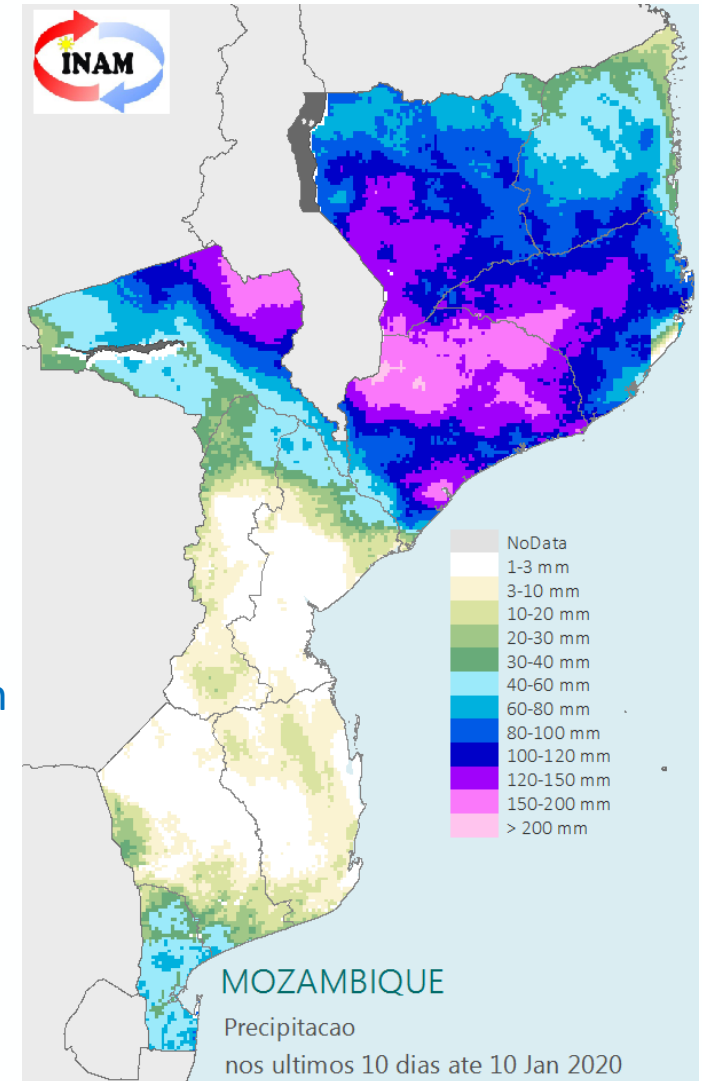 INAM
NoData
1-3 mm
3-10 mm
10-20 mm
20-30 mm
30-40 mm
40-60 mm
60-80 mm
80-100 mm
100-120 mm
120-150 mm
150-200 mm
> 200 mm
MOZAMBIQUE
Precipitacao
nos ultimos 10 dias ate 10 Jan 2020